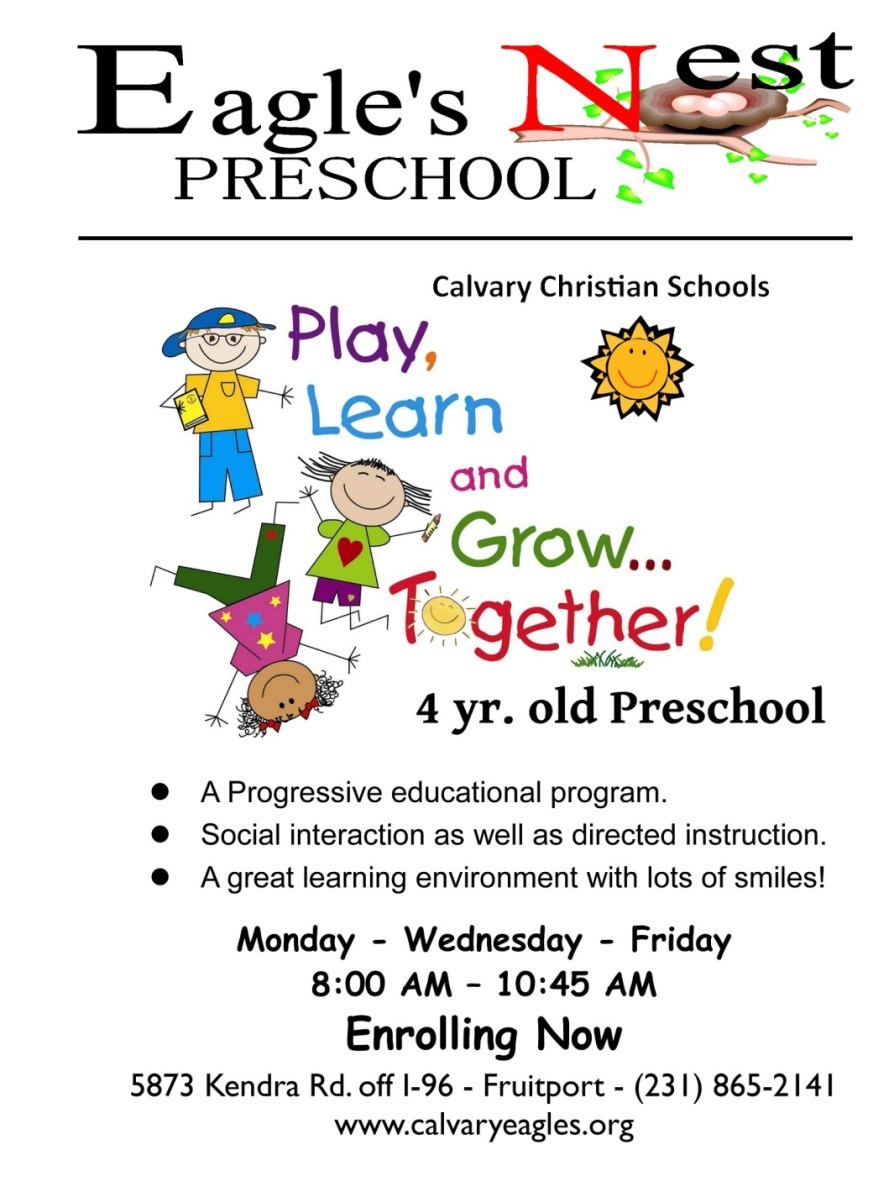 Eagle's Nest
PRESCHOOL
Calvary Christian Schools
Play,
Learn
and
Grow...
Together!
4 yr. old Preschool
● A Progressive educational program.
● Social interaction as well as directed instruction.
● A great learning environment with lots of smiles!
Monday - Wednesday - Friday
8:00 AM – 10:45 AM
Enrolling Now
5873 Kendra Rd. off I-96 - Fruitport - (231) 865-2141
www.calvaryeagles.org